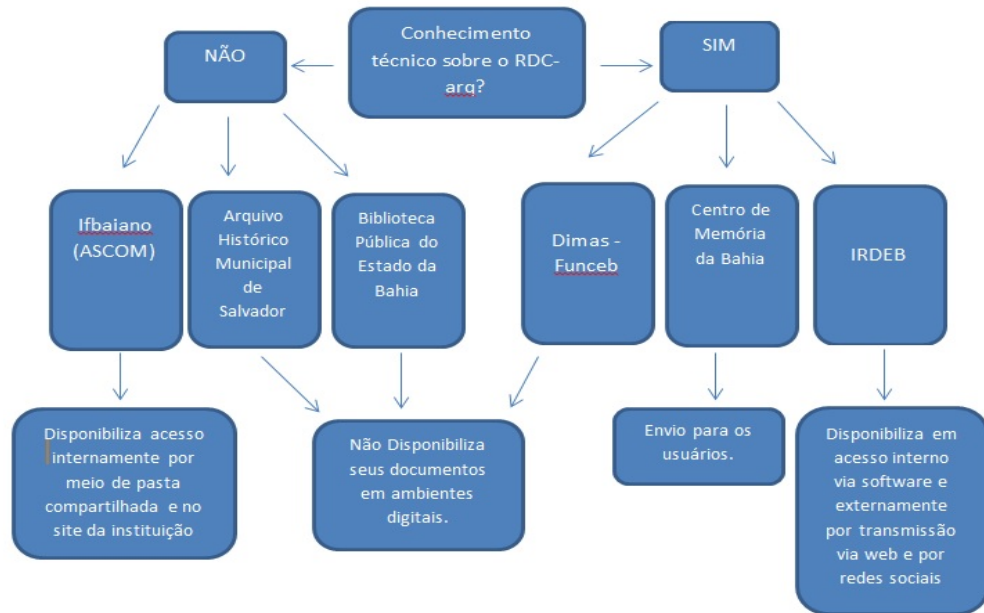 Conhecimento
técnico sobre o RDC-
arq?
NÃO
SIM
Ifbaiano
(ASCOM)
Arquivo
Histórico
Municipal
de
Salvador
Biblioteca
Pública do
Estado da
Bahia
Dimas -
Funceb
Centro de
Memória
da Bahia
IRDEB
Disponibiliza acesso
internamente por
meio de pasta
compartilhada e no
site da instituição
Não Disponibiliza
seus documentos
em ambientes
digitais.
Envio para os
usuários.
Disponibiliza em
acesso interno
via software e
externamente
por transmissão
via web e por
redes sociais